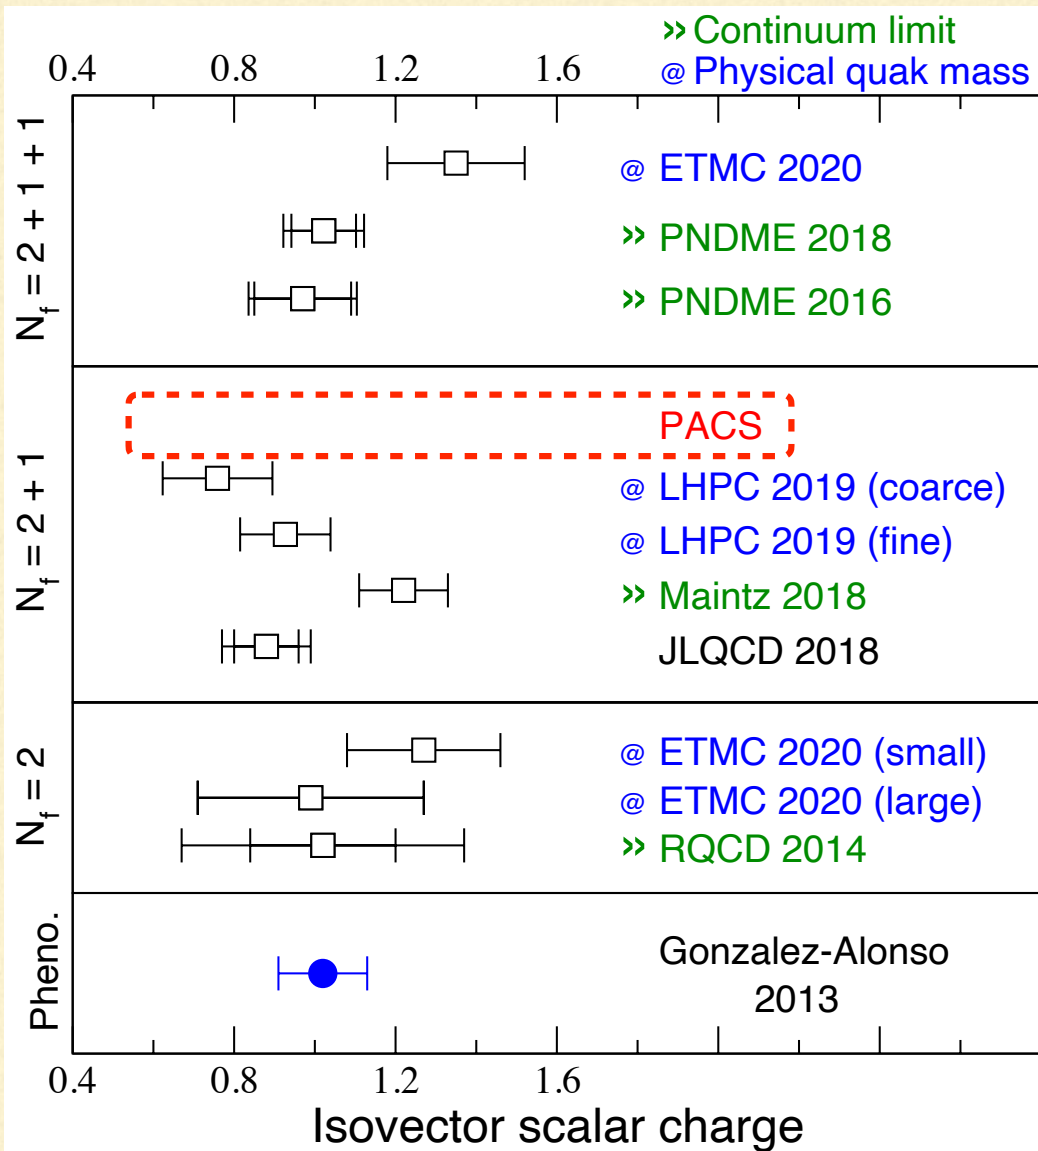 » Continuum limit
0.4 0.8 1.2 1.6 @ Physical quak mass
N_f = 2 + 1 + 1
@ ETMC 2020
» PNDME 2018
» PNDME 2016
N_f = 2 + 1
PACS
@ LHPC 2019 (coarce)
@ LHPC 2019 (fine)
» Maintz 2018
JLQCD 2018
N_f = 2
@ ETMC 2020 (small)
@ ETMC 2020 (large)
» RQCD 2014
Pheno.
Gonzalez-Alonso
2013
0.4 0.8 1.2 1.6
Isovector scalar charge